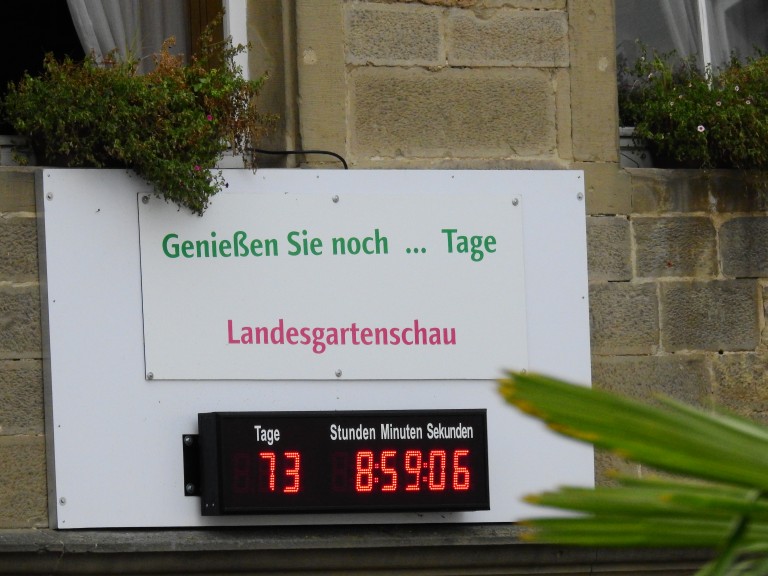 Genießen Sie noch ... Tage
Landesgartenschau
Tage Stunden Minuten Sekunden
73 8:59:06